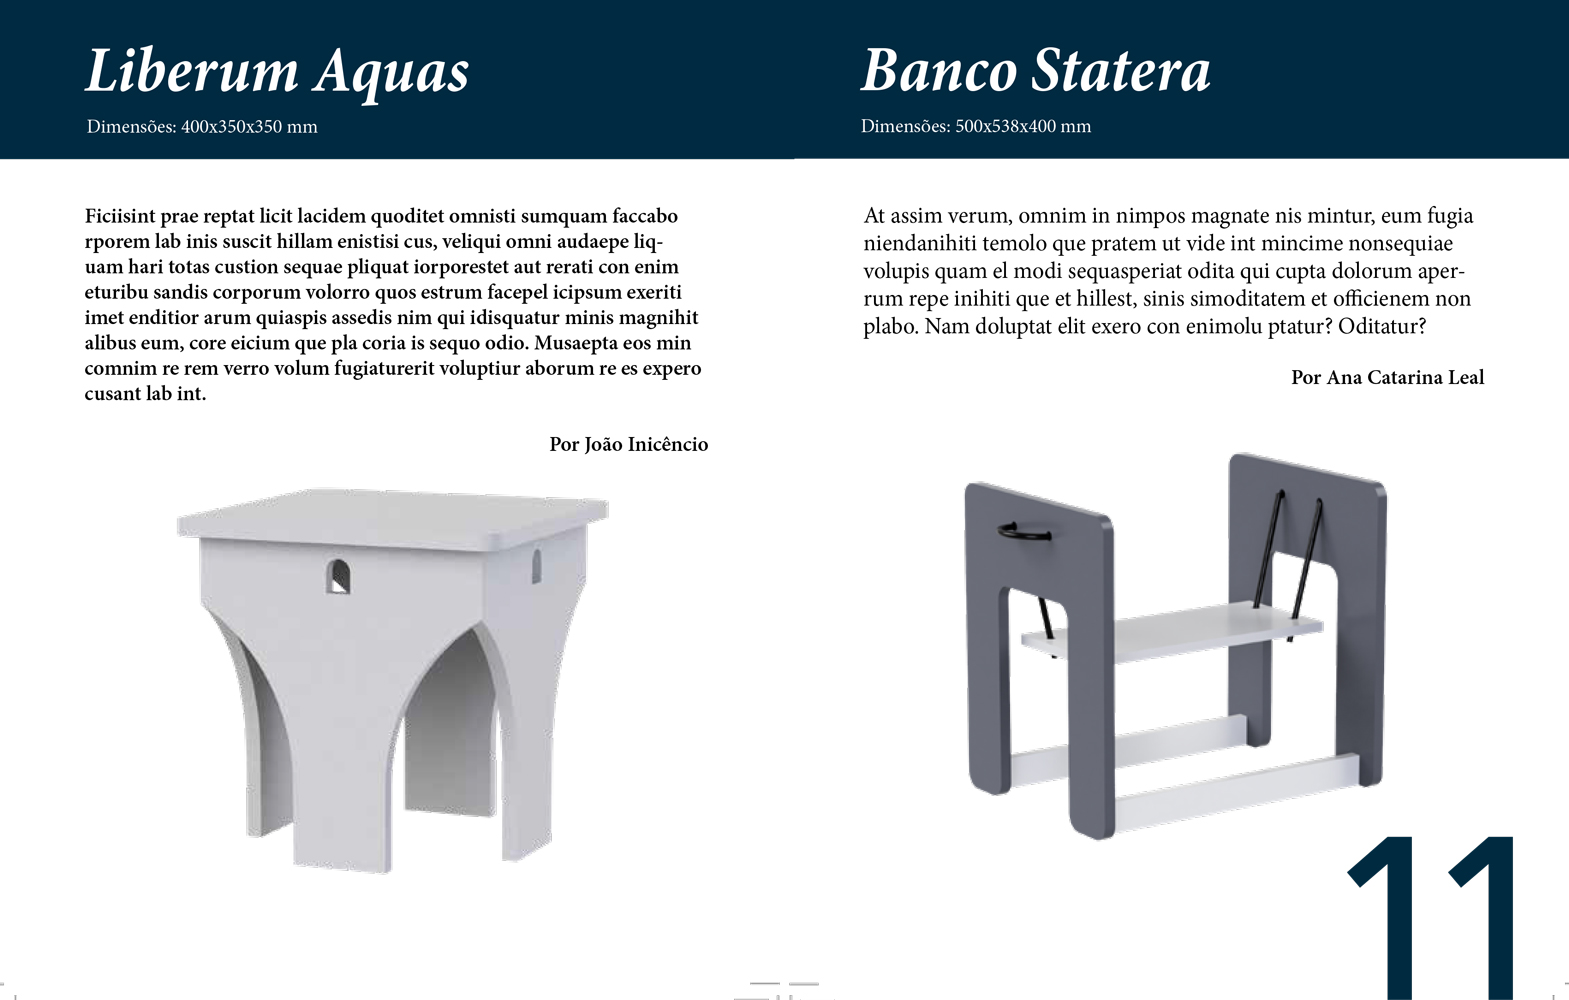 Liberum Aquas
Dimensões: 400x350x350 mm
Ficiisint prae reptat licit lacidem quoditet omnisti sumquam faccabo
rporem lab inis suscit hillam enistisi cus, veliqui omni audaepe liq-
uam hari totas custion sequae pliquat iorporestet aut rerati con enim
eturibu sandis corporum volorro quos estrum facepel icipsum exeriti
imet enditior arum quiaspis assedis nim qui idisquatur minis magnihit
alibus eum, core eicium que pla coria is sequo odio. Musaepta eos min
comnim re rem verro volum fugiaturerit voluptiur aborum re es expero
cusant lab int.
Por João Inicêncio
Banco Statera
Dimensões: 500x538x400 mm
At assim verum, omnim in nimpos magnate nis mintur, eum fugia
niendanihiti temolo que pratem ut vide int mincime nonsequiae
volupis quam el modi sequasperiat odita qui cupta dolorum aper-
rum repe inihiti que et hillest, sinis simoditatem et officienem non
plabo. Nam doluptat elit exero con enimolu ptatur? Oditatur?
Por Ana Catarina Leal
11